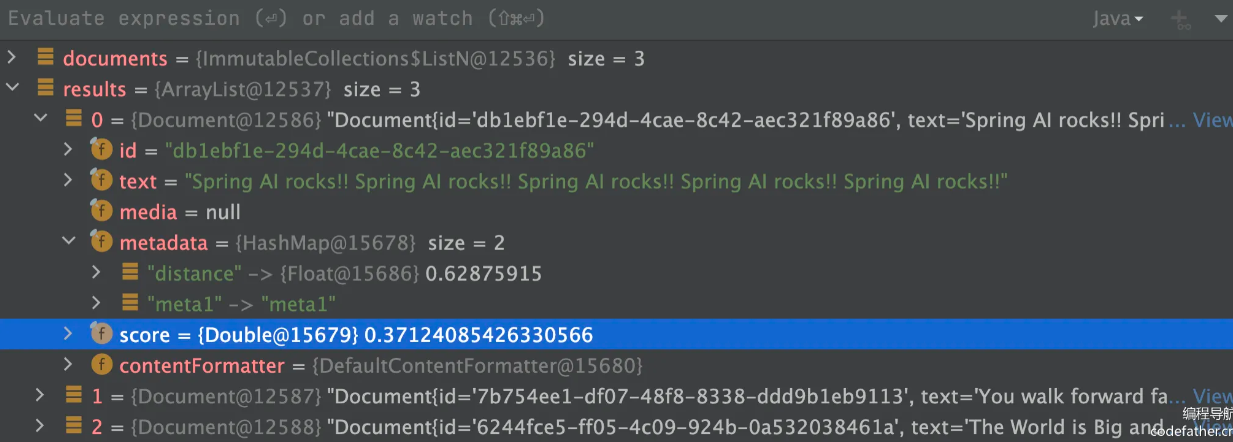 Evaluate expression (⏎) or add a watch (⇧⌘⏎) Java
documents = {ImmutableCollections$ListN@12536} size = 3
results = {ArrayList@12537} size = 3
0 = {Document@12586} "Document{id='db1ebf1e-294d-4cae-8c42-aec321f89a86', text='Spring AI rocks!! Spri... View
f id = "db1ebf1e-294d-4cae-8c42-aec321f89a86"
f text = "Spring AI rocks!! Spring AI rocks!! Spring AI rocks!! Spring AI rocks!! Spring AI rocks!!"
f media = null
f metadata = {HashMap@15678} size = 2
"distance" -> {Float@15686} 0.62875915
"meta1" -> "meta1"
f score = {Double@15679} 0.37124085426330566
f contentFormatter = {DefaultContentFormatter@15680}
1 = {Document@12587} "Document{id='7b754ee1-df07-48f8-8338-ddd9b1eb9113', text='You walk forward fa... View
编程导航
2 = {Document@12588} "Document{id='6244fce5-ff05-4c09-924b-0a532038461a', text='The World is Big and
codefather.cn